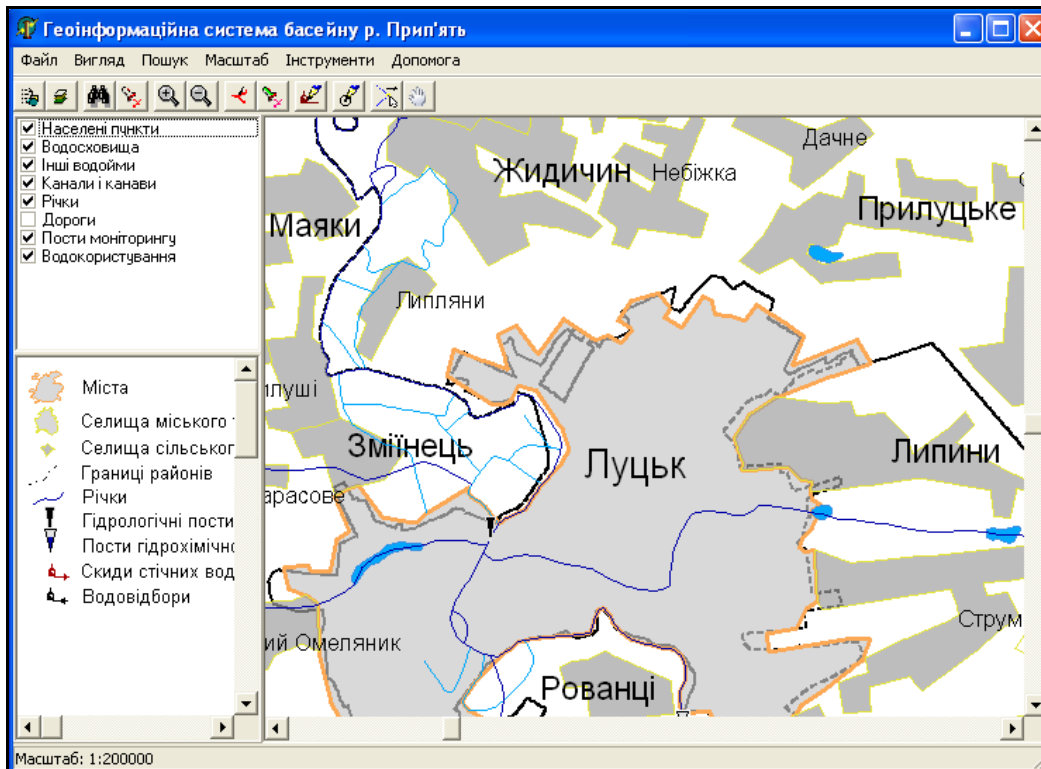 Геоінформаційна система басейну р. Прип'ять
Файл Вигляд Пошук Масштаб Інструменти Допомога
Населені пункти
Водосховища
Інші водойми
Канали і канави
Річки
Дороги
Пости моніторингу
Водокористування
Міста
Селища міського
Селища сільськог
Границі районів
Річки
Гідрологічні пости
Пости гідрохімічно
Скиди стічних вод
Водовідбори
Дачне
Жидичин
Небіжка
Прилуцьке
Маяки
Липляни
илуші
Зміїнець
Луцьк
Липини
арасове
Струм
ий Омеляник
Рованці
Масштаб: 1:200000